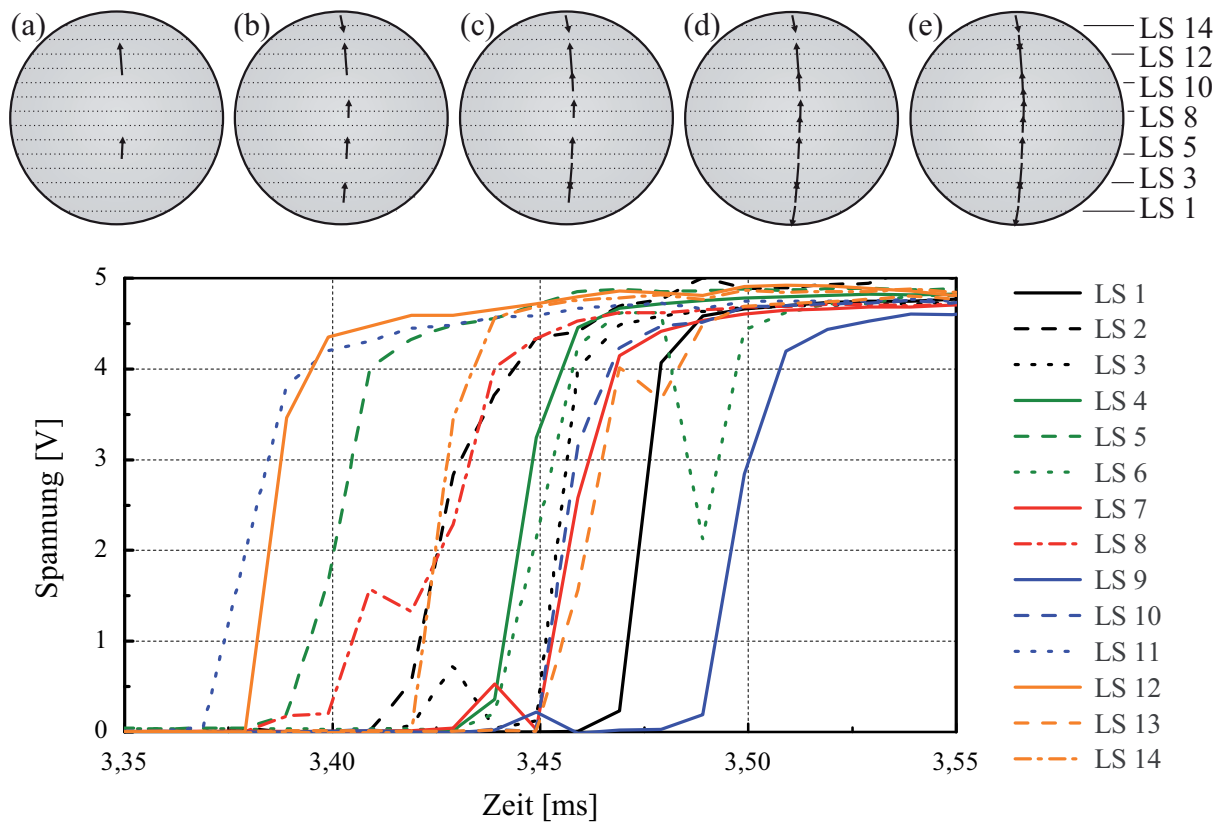 (a)
(b)
(c)
(d)
(e)
LS 14
LS 12
LS 10
LS 8
LS 5
LS 3
LS 1
5
4
3
2
1
0
Spannung [V]
3,35
3,40
3,45
3,50
3,55
Zeit [ms]
LS 1
LS 2
LS 3
LS 4
LS 5
LS 6
LS 7
LS 8
LS 9
LS 10
LS 11
LS 12
LS 13
LS 14